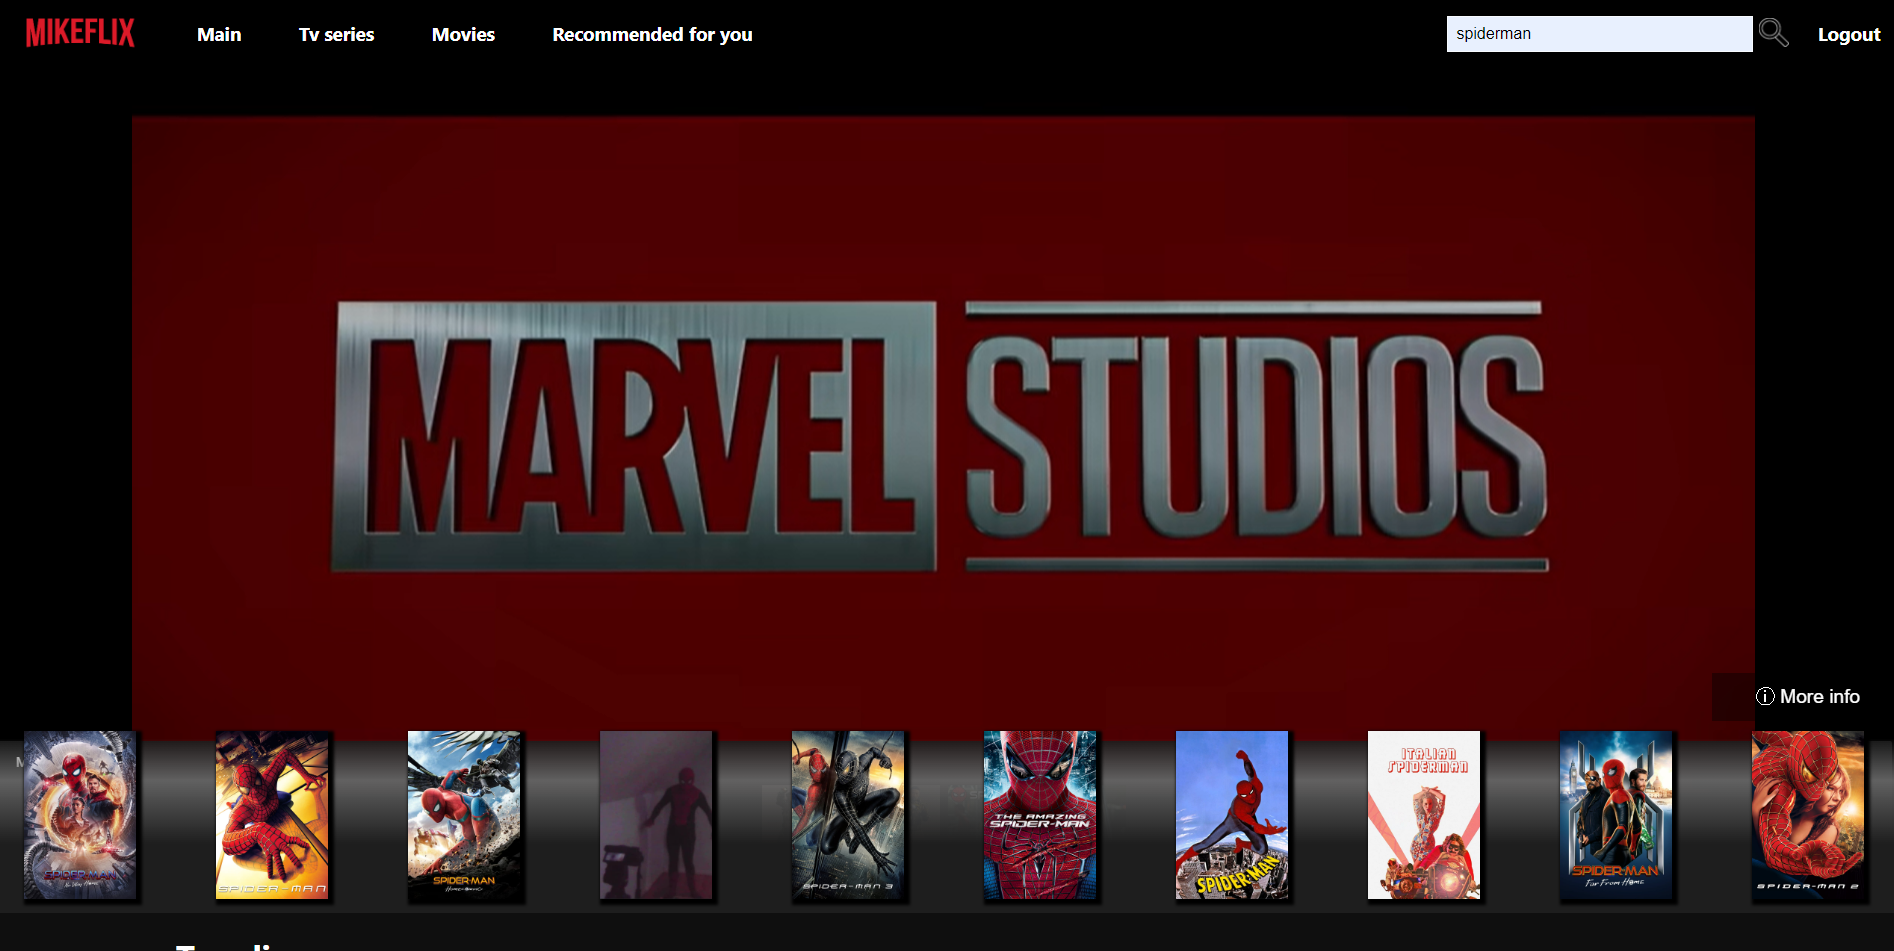 MIKEFLIX
Main
Tv series
Movies
Recommended for you
spiderman
Logout
MARVEL STUDIOS
More info
SPIDER-MAN
No Way Home
SPIDER-MAN
SPIDER-MAN
Homecoming
SPIDER-MAN 3
THE AMAZING
SPIDER-MAN
SPIDER-MAN
ITALIAN
SPIDERMAN
SPIDER-MAN
Far From Home
SPIDER-MAN 2